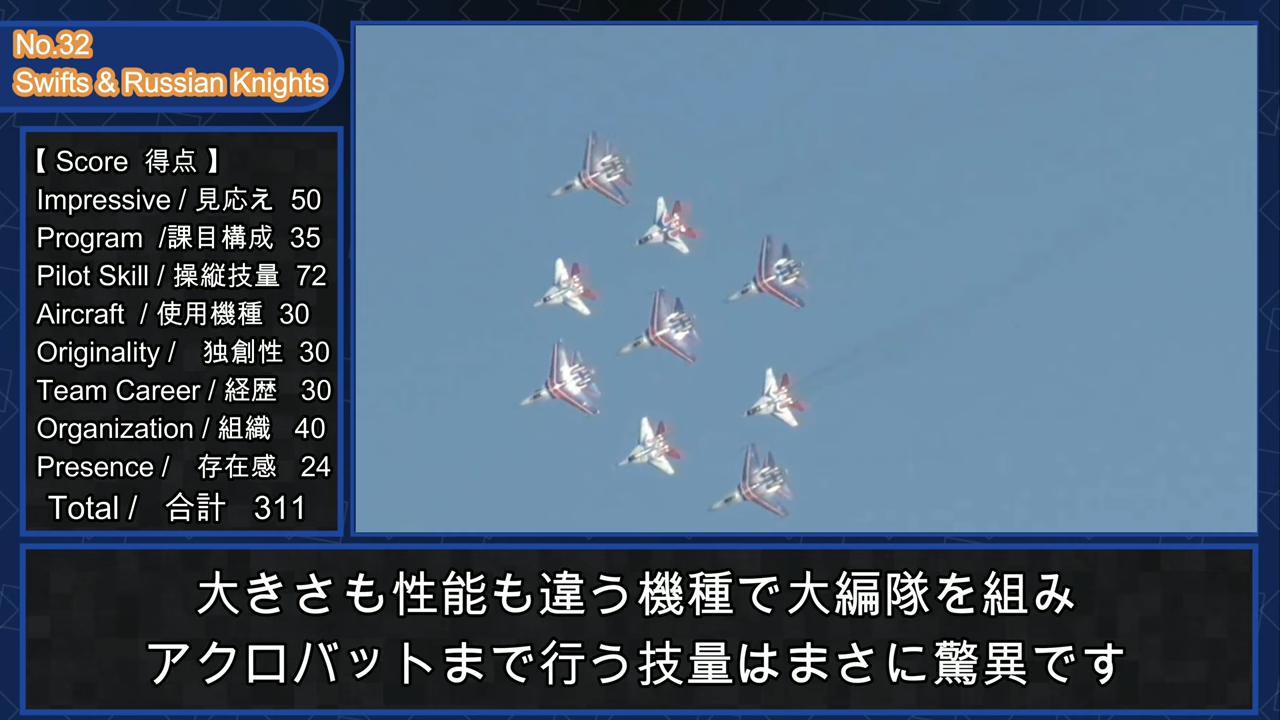 No.32
Swifts & Russian Knights
【 Score 得点 】
Impressive / 見応え 50
Program /課目構成 35
Pilot Skill / 操縦技量 72
Aircraft / 使用機種 30
Originality / 独創性 30
Team Career / 経歴 30
Organization / 組織 40
Presence / 存在感 24
Total / 合計 311
大きさも性能も違う機種で大編隊を組み
アクロバットまで行う技量はまさに驚異です